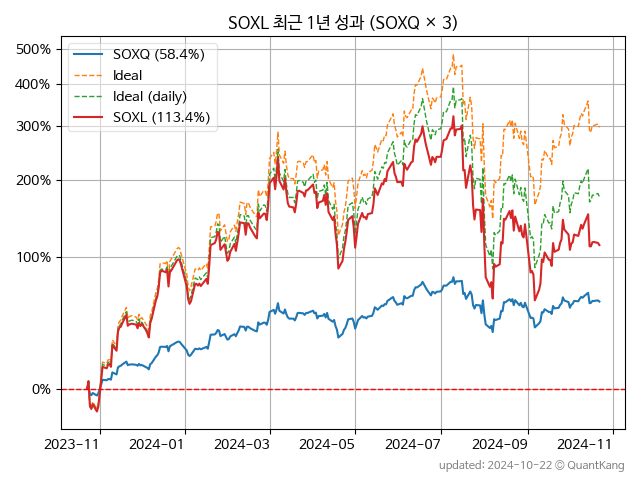 SOXL 최근 1년 성과 (SOXQ × 3)
SOXQ (58.4%)
Ideal
Ideal (daily)
SOXL (113.4%)
500%
400%
300%
200%
100%
0%
2023-11 2024-01 2024-03 2024-05 2024-07 2024-09 2024-11
updated: 2024-10-22 © QuantKang